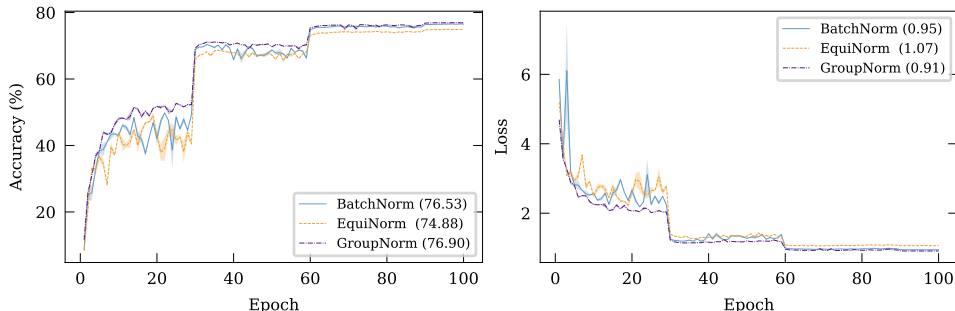 80
60
40
20
Accuracy (%)
BatchNorm (76.53)
EquiNorm (74.88)
GroupNorm (76.90)
0 20 40 60 80 100
Epoch
6
4
2
Loss
BatchNorm (0.95)
EquiNorm (1.07)
GroupNorm (0.91)
0 20 40 60 80 100
Epoch